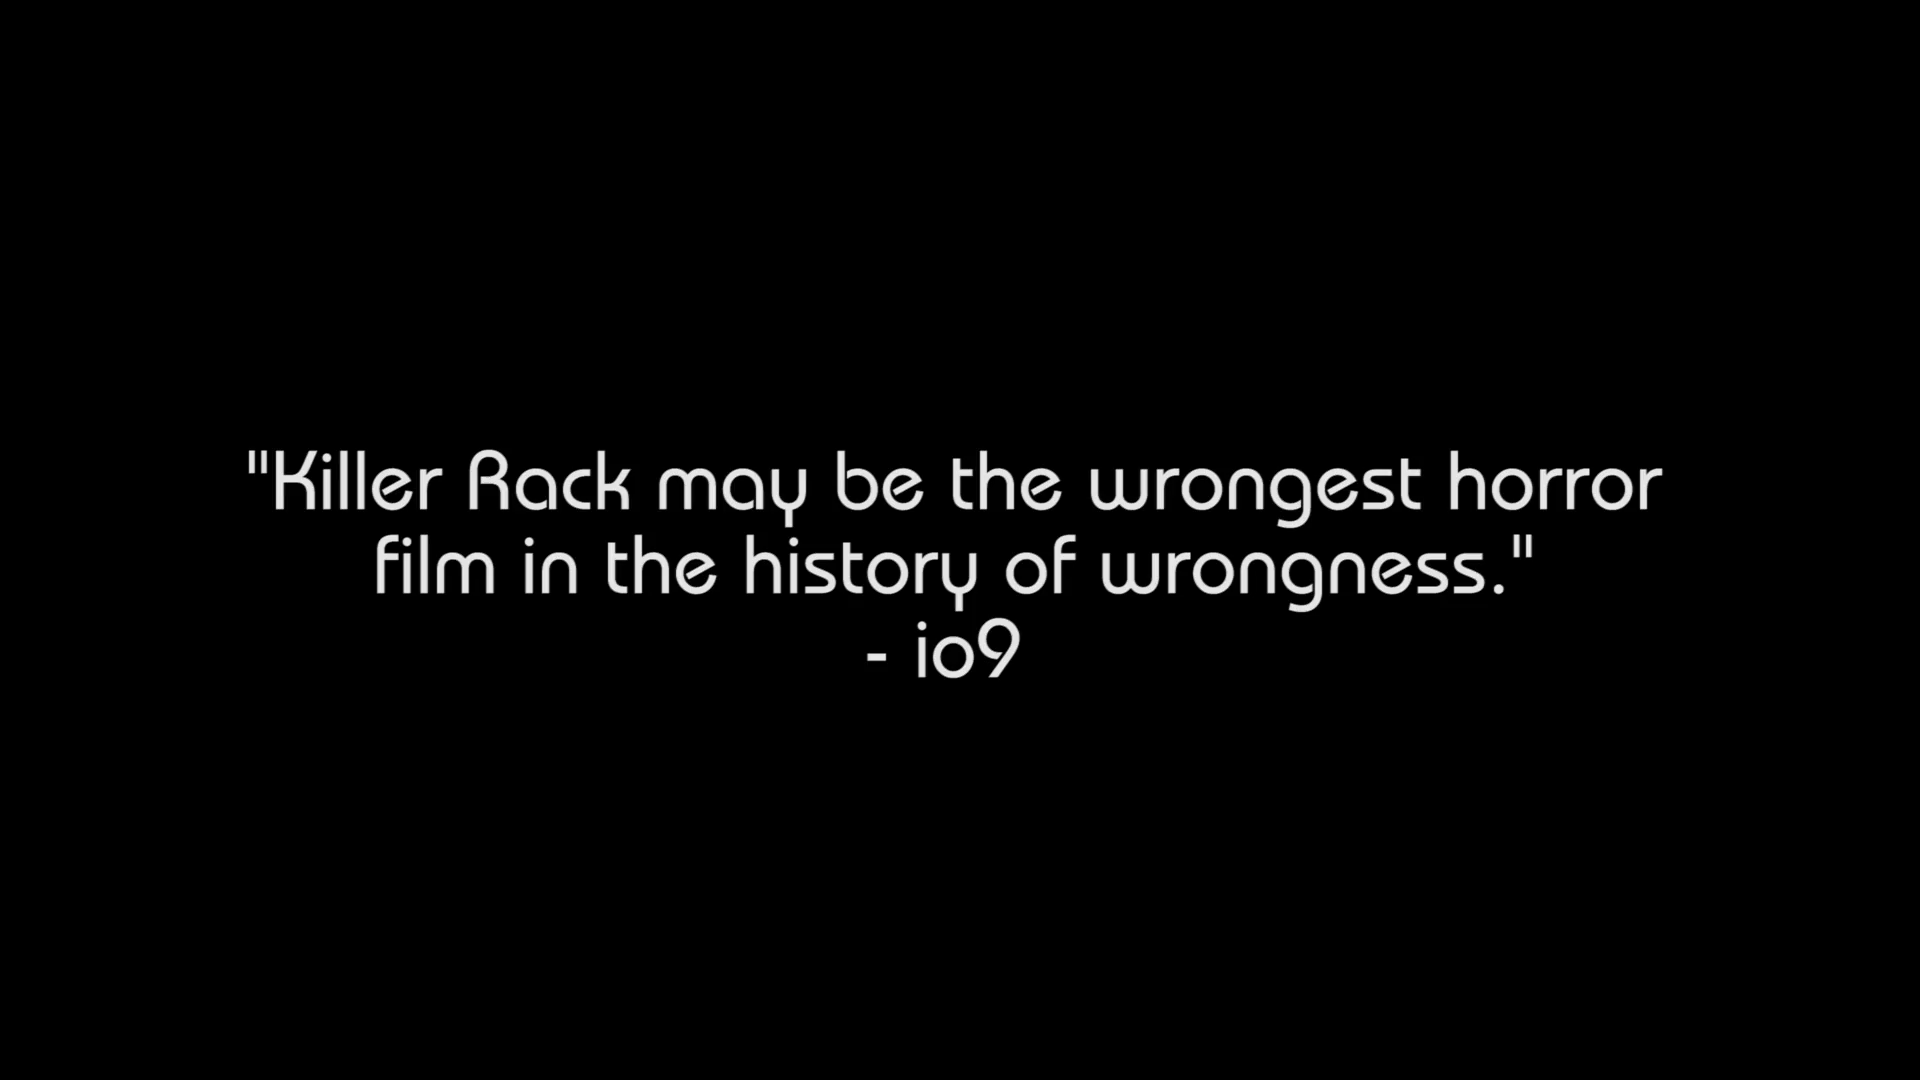 "Killer Rack may be the wrongest horror
film in the history of wrongness."
- io9